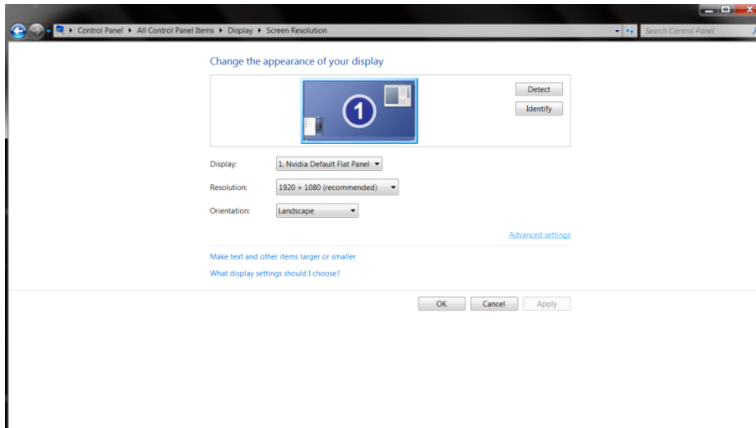 Control Panel ▸ All Control Panel Items ▸ Display ▸ Screen Resolution
Search Control Panel
Change the appearance of your display
1
Detect
Identify
Display: 1. Nvidia Default Flat Panel
Resolution: 1920 × 1080 (recommended)
Orientation: Landscape
Advanced settings
Make text and other items larger or smaller
What display settings should I choose?
OK Cancel Apply